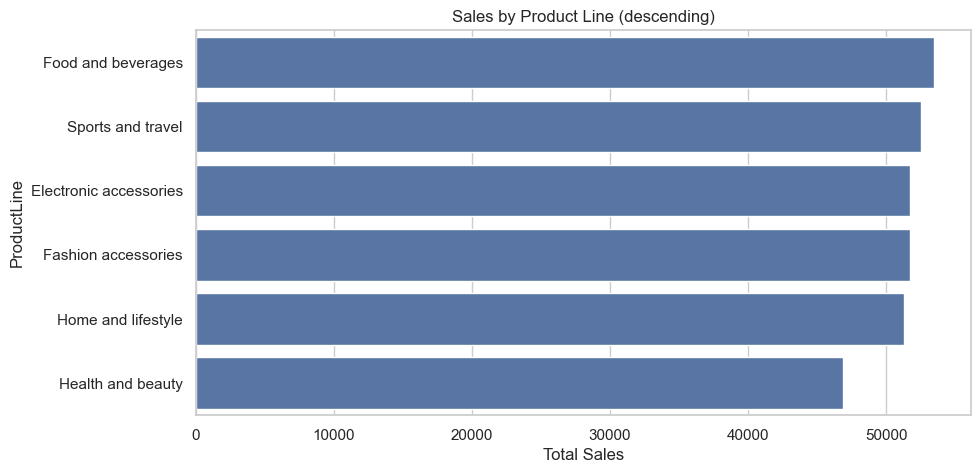 Sales by Product Line (descending)
ProductLine
Food and beverages
Sports and travel
Electronic accessories
Fashion accessories
Home and lifestyle
Health and beauty
0 10000 20000 30000 40000 50000
Total Sales